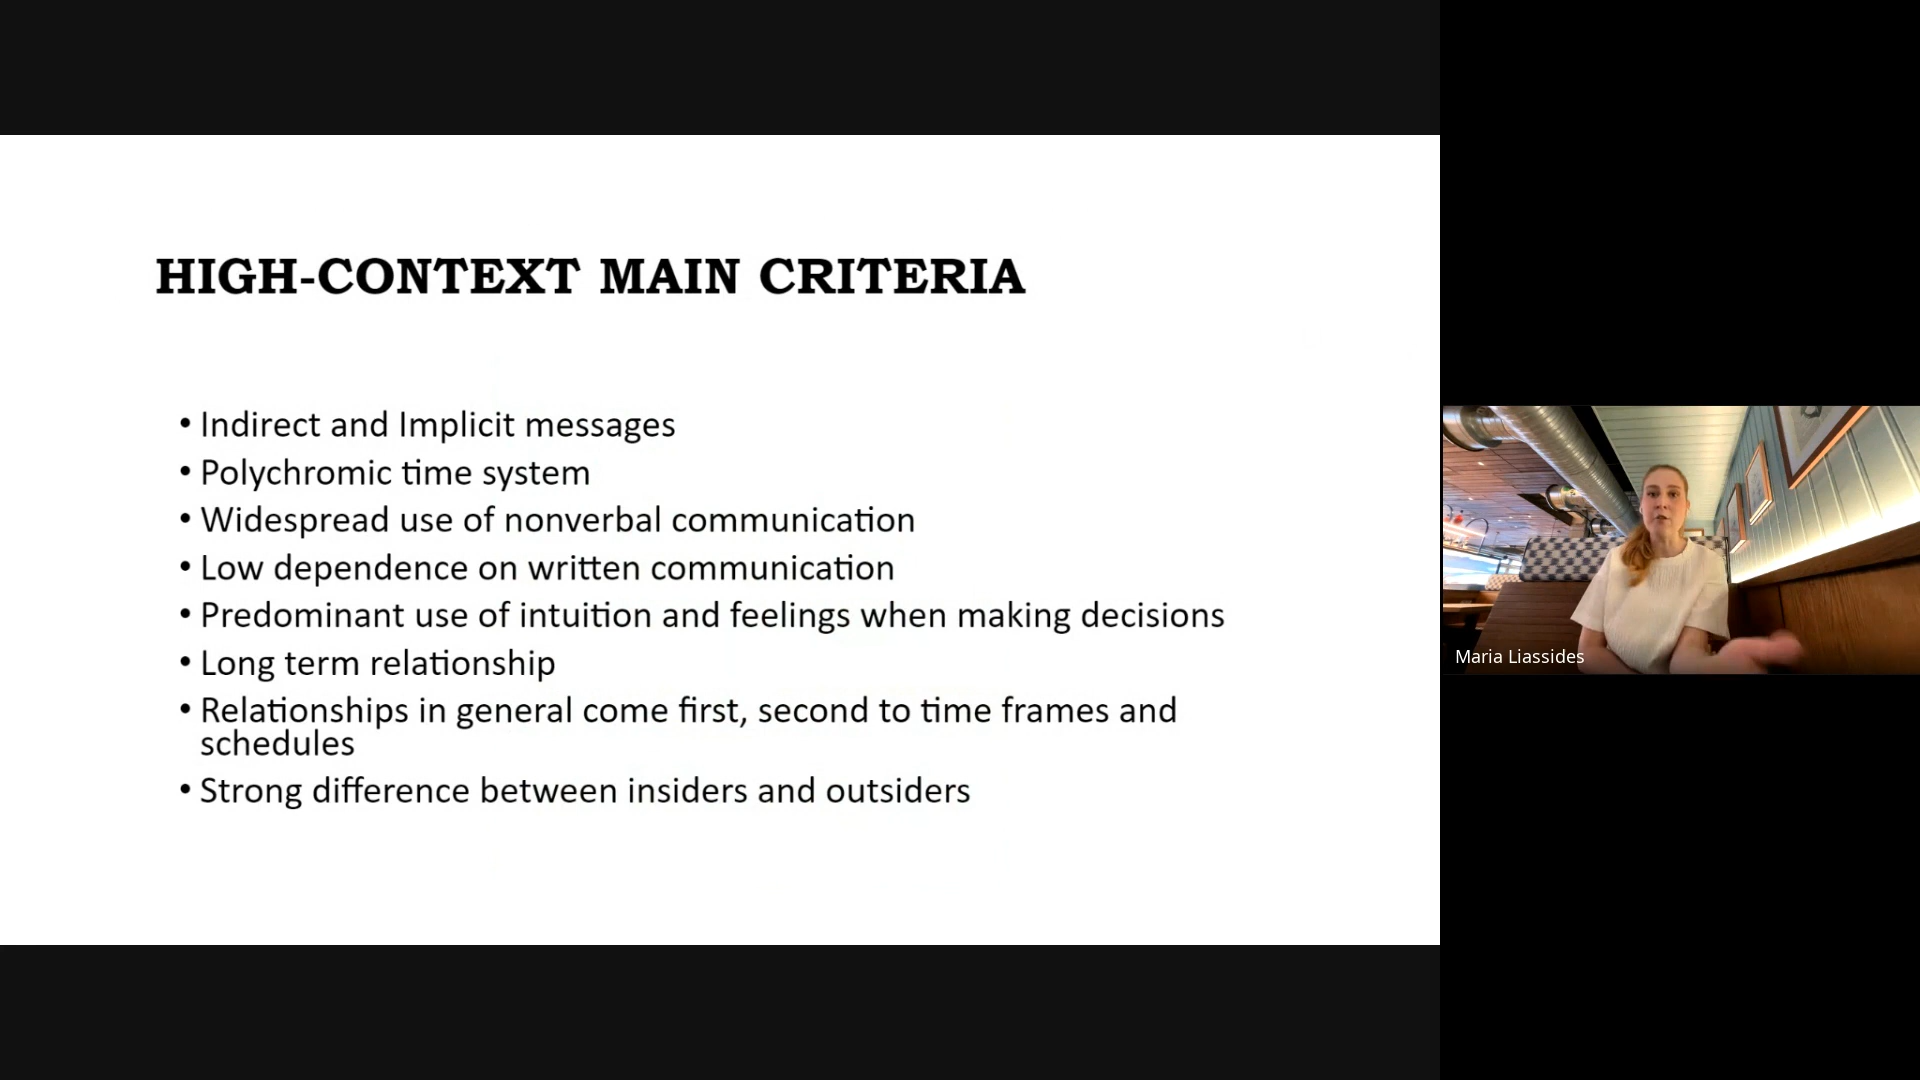 HIGH-CONTEXT MAIN CRITERIA
• Indirect and Implicit messages
• Polychromic time system
• Widespread use of nonverbal communication
• Low dependence on written communication
• Predominant use of intuition and feelings when making decisions
• Long term relationship
• Relationships in general come first, second to time frames and
schedules
• Strong difference between insiders and outsiders
Maria Liassides